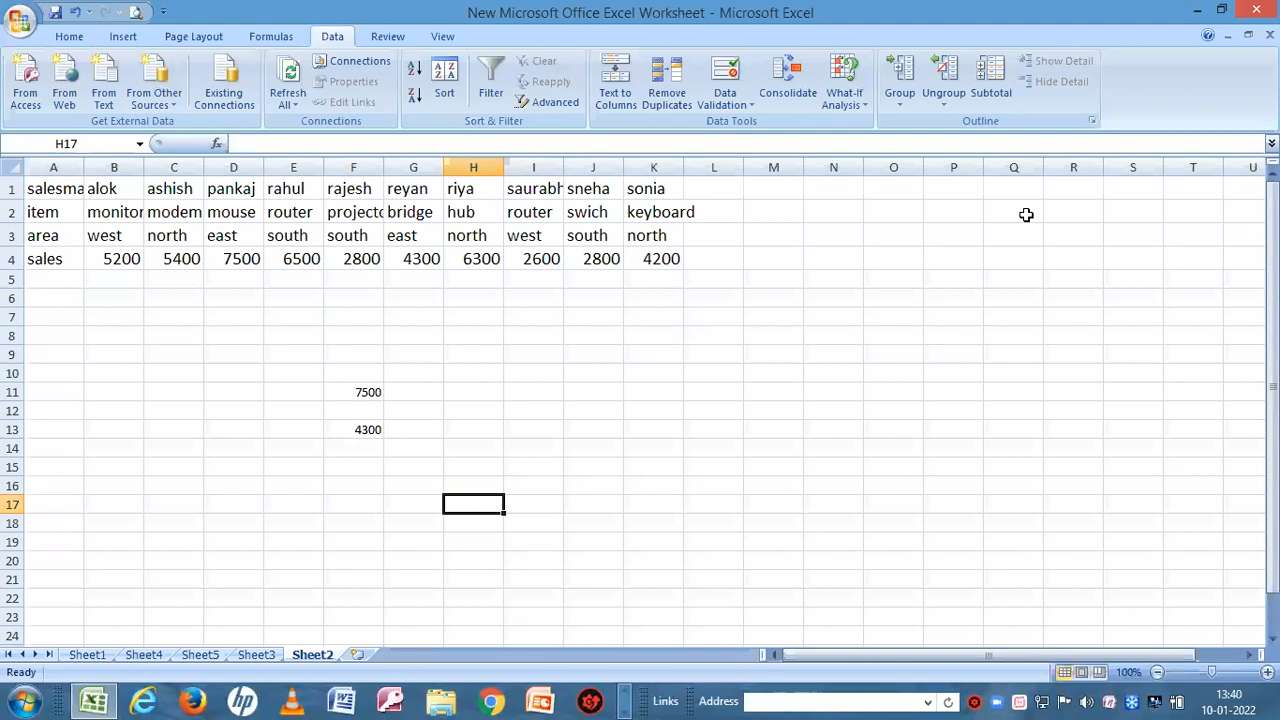 New Microsoft Office Excel Worksheet - Microsoft Excel
Home Insert Page Layout Formulas Data Review View
From Access
From Web
From Text
From Other Sources
Existing Connections
Get External Data
Refresh All
Connections
Properties
Edit Links
Connections
Sort
Filter
Clear
Reapply
Advanced
Sort & Filter
Text to Columns
Remove Duplicates
Data Validation
Consolidate
What-If Analysis
Data Tools
Group
Ungroup
Subtotal
Show Detail
Hide Detail
Outline
H17 fx
A B C D E F G H I J K L M N O P Q R S T U
1 salesma alok ashish pankaj rahul rajesh reyan riya saurabh sneha sonia
2 item monitor modem mouse router projecto bridge hub router swich keyboard
3 area west north east south south east north west south north
4 sales 5200 5400 7500 6500 2800 4300 6300 2600 2800 4200
5
6
7
8
9
10
11 7500
12
13 4300
14
15
16
17
18
19
20
21
22
23
24
Sheet1 Sheet4 Sheet5 Sheet3 Sheet2
Ready 100%
Links Address 13:40
10-01-2022